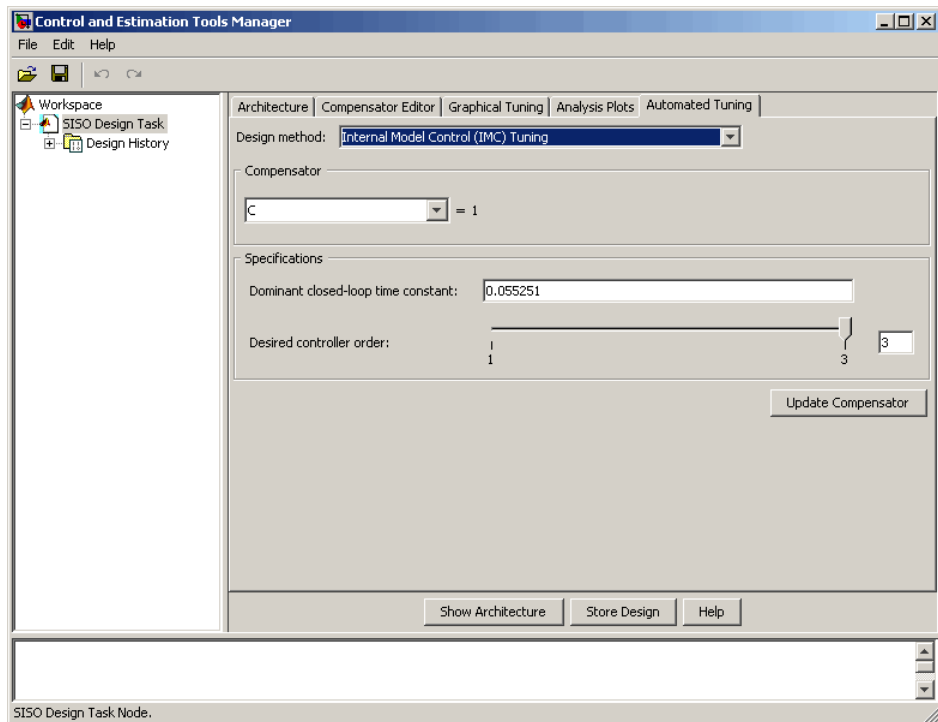 Control and Estimation Tools Manager
File Edit Help
Workspace
SISO Design Task
Design History
Architecture Compensator Editor Graphical Tuning Analysis Plots Automated Tuning
Design method: Internal Model Control (IMC) Tuning
Compensator
C = 1
Specifications
Dominant closed-loop time constant: 0.055251
Desired controller order: 3
1 3
Update Compensator
Show Architecture Store Design Help
SISO Design Task Node.